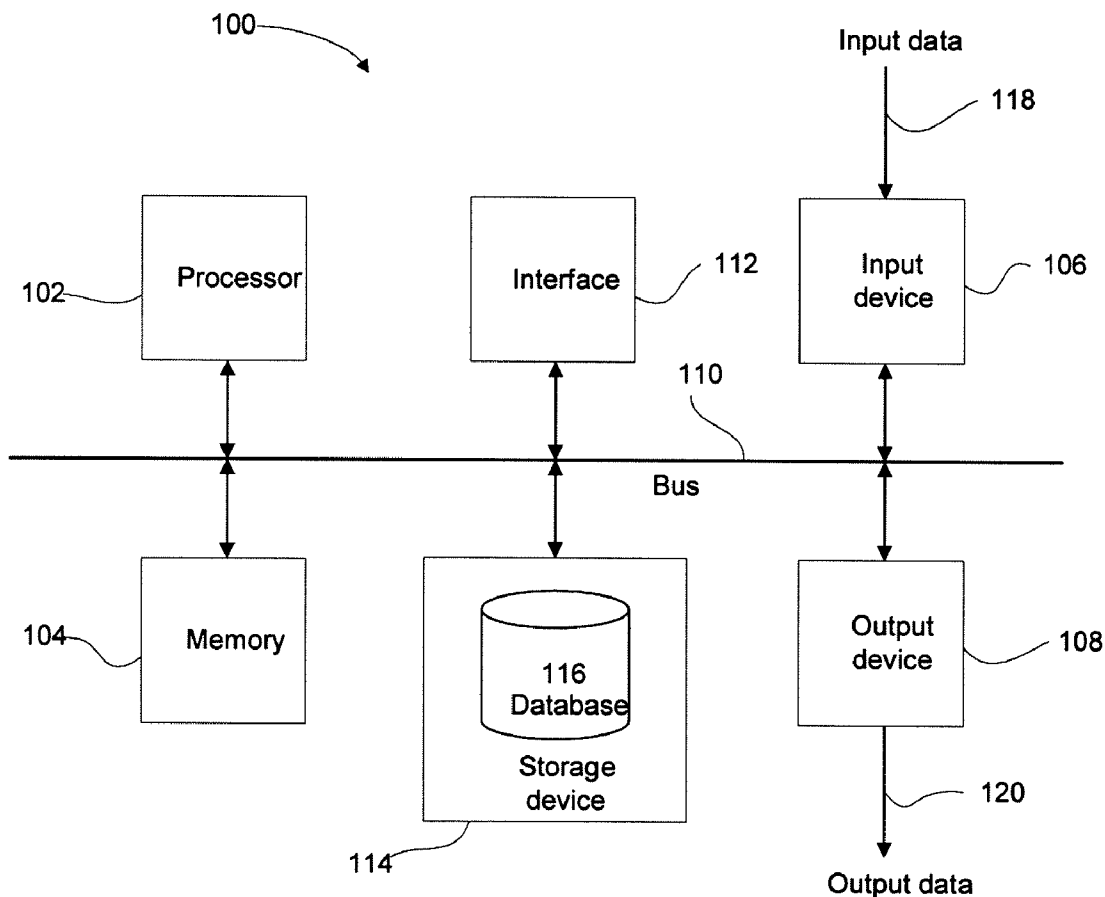 100
Input data
118
Processor
102
Interface
112
Input
device
106
110
Bus
Memory
104
116
Database
Storage
device
114
Output
device
108
120
Output data